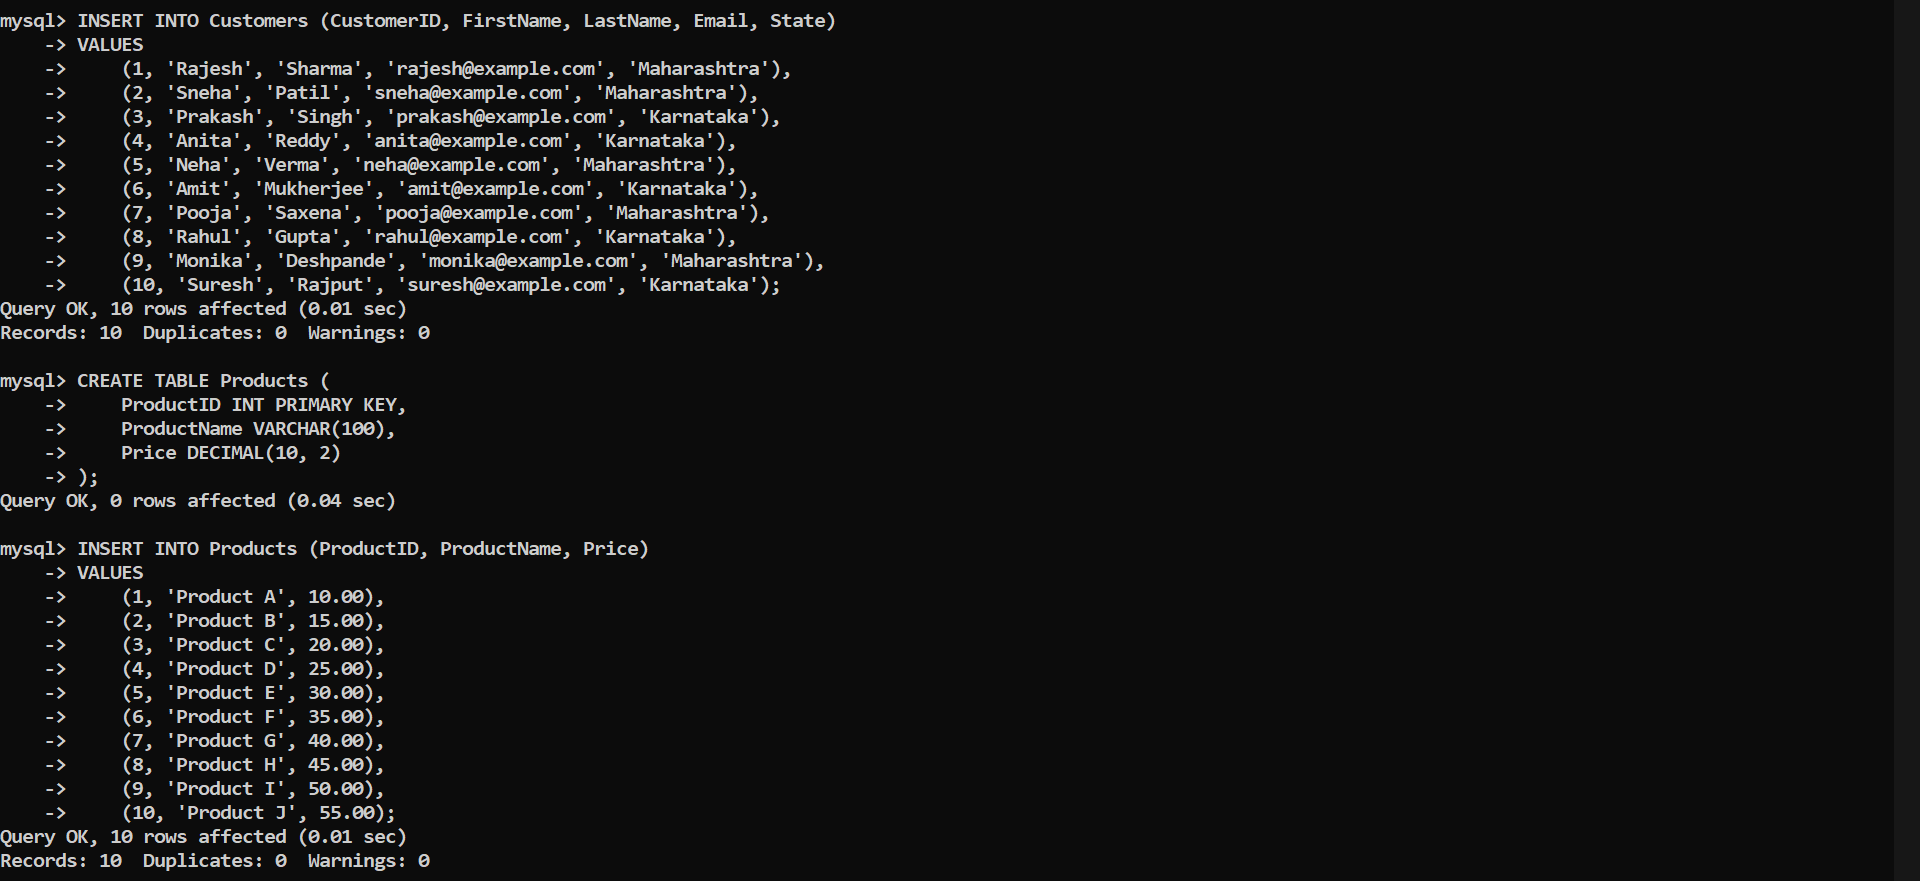 mysql> INSERT INTO Customers (CustomerID, FirstName, LastName, Email, State)
    -> VALUES
    ->     (1, 'Rajesh', 'Sharma', 'rajesh@example.com', 'Maharashtra'),
    ->     (2, 'Sneha', 'Patil', 'sneha@example.com', 'Maharashtra'),
    ->     (3, 'Prakash', 'Singh', 'prakash@example.com', 'Karnataka'),
    ->     (4, 'Anita', 'Reddy', 'anita@example.com', 'Karnataka'),
    ->     (5, 'Neha', 'Verma', 'neha@example.com', 'Maharashtra'),
    ->     (6, 'Amit', 'Mukherjee', 'amit@example.com', 'Karnataka'),
    ->     (7, 'Pooja', 'Saxena', 'pooja@example.com', 'Maharashtra'),
    ->     (8, 'Rahul', 'Gupta', 'rahul@example.com', 'Karnataka'),
    ->     (9, 'Monika', 'Deshpande', 'monika@example.com', 'Maharashtra'),
    ->     (10, 'Suresh', 'Rajput', 'suresh@example.com', 'Karnataka');
Query OK, 10 rows affected (0.01 sec)
Records: 10  Duplicates: 0  Warnings: 0

mysql> CREATE TABLE Products (
    ->     ProductID INT PRIMARY KEY,
    ->     ProductName VARCHAR(100),
    ->     Price DECIMAL(10, 2)
    -> );
Query OK, 0 rows affected (0.04 sec)

mysql> INSERT INTO Products (ProductID, ProductName, Price)
    -> VALUES
    ->     (1, 'Product A', 10.00),
    ->     (2, 'Product B', 15.00),
    ->     (3, 'Product C', 20.00),
    ->     (4, 'Product D', 25.00),
    ->     (5, 'Product E', 30.00),
    ->     (6, 'Product F', 35.00),
    ->     (7, 'Product G', 40.00),
    ->     (8, 'Product H', 45.00),
    ->     (9, 'Product I', 50.00),
    ->     (10, 'Product J', 55.00);
Query OK, 10 rows affected (0.01 sec)
Records: 10  Duplicates: 0  Warnings: 0